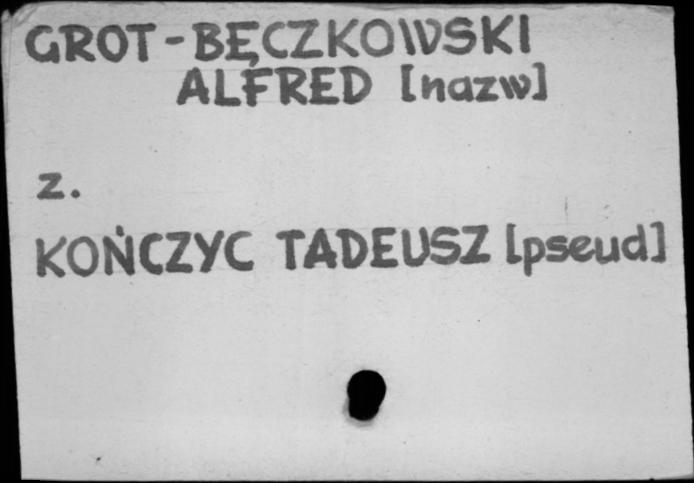 GROT-BĘCZKOWSKI
ALFRED [nazw]
z.
KOŃCZYC TADEUSZ [pseud]